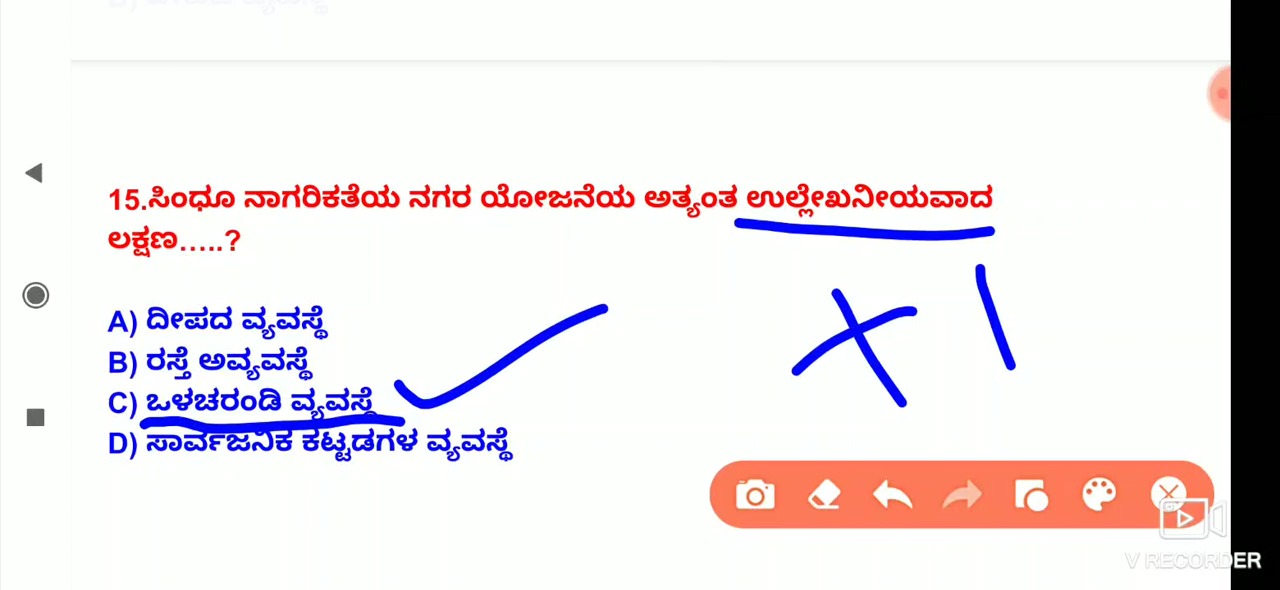 15.ಸಿಂಧೂ ನಾಗರಿಕತೆಯ ನಗರ ಯೋಜನೆಯ ಅತ್ಯಂತ ಉಲ್ಲೇಖನೀಯವಾದ
ಲಕ್ಷಣ.....?
A) ದೀಪದ ವ್ಯವಸ್ಥೆ
B) ರಸ್ತೆ ಅವ್ಯವಸ್ಥೆ
C) ಒಳಚರಂಡಿ ವ್ಯವಸ್ಥೆ
D) ಸಾರ್ವಜನಿಕ ಕಟ್ಟಡಗಳ ವ್ಯವಸ್ಥೆ
V RECORDER